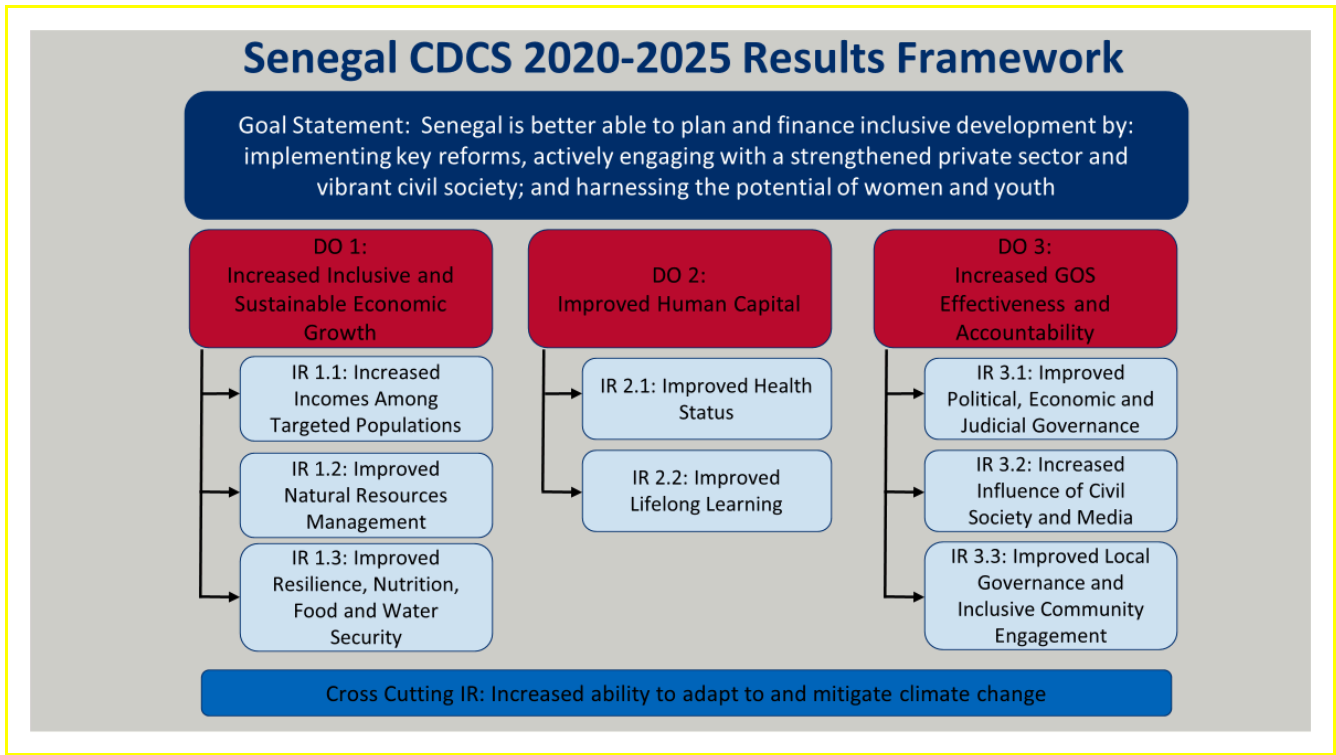 Senegal CDCS 2020-2025 Results Framework
Goal Statement: Senegal is better able to plan and finance inclusive development by:
implementing key reforms, actively engaging with a strengthened private sector and
vibrant civil society; and harnessing the potential of women and youth
DO 1:
Increased Inclusive and
Sustainable Economic
Growth
IR 1.1: Increased
Incomes Among
Targeted Populations
IR 1.2: Improved
Natural Resources
Management
IR 1.3: Improved
Resilience, Nutrition,
Food and Water
Security
DO 2:
Improved Human Capital
IR 2.1: Improved Health
Status
IR 2.2: Improved
Lifelong Learning
DO 3:
Increased GOS
Effectiveness and
Accountability
IR 3.1: Improved
Political, Economic and
Judicial Governance
IR 3.2: Increased
Influence of Civil
Society and Media
IR 3.3: Improved Local
Governance and
Inclusive Community
Engagement
Cross Cutting IR: Increased ability to adapt to and mitigate climate change